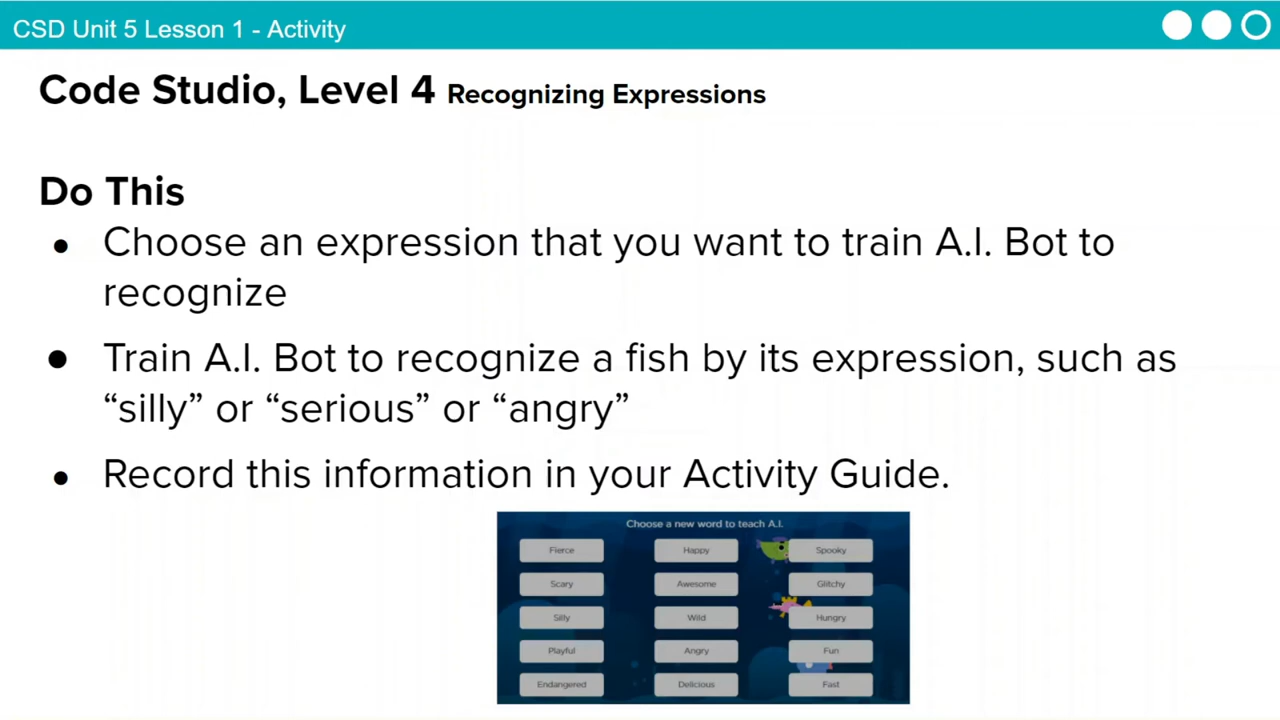 CSD Unit 5 Lesson 1 - Activity
Code Studio, Level 4 Recognizing Expressions
Do This
● Choose an expression that you want to train A.I. Bot to
recognize
● Train A.I. Bot to recognize a fish by its expression, such as
“silly” or “serious” or “angry”
● Record this information in your Activity Guide.
Choose a new word to teach A.I.
Fierce Happy Spooky
Scary Awesome Glitchy
Silly Wild Hungry
Playful Angry Fun
Endangered Delicious Fast